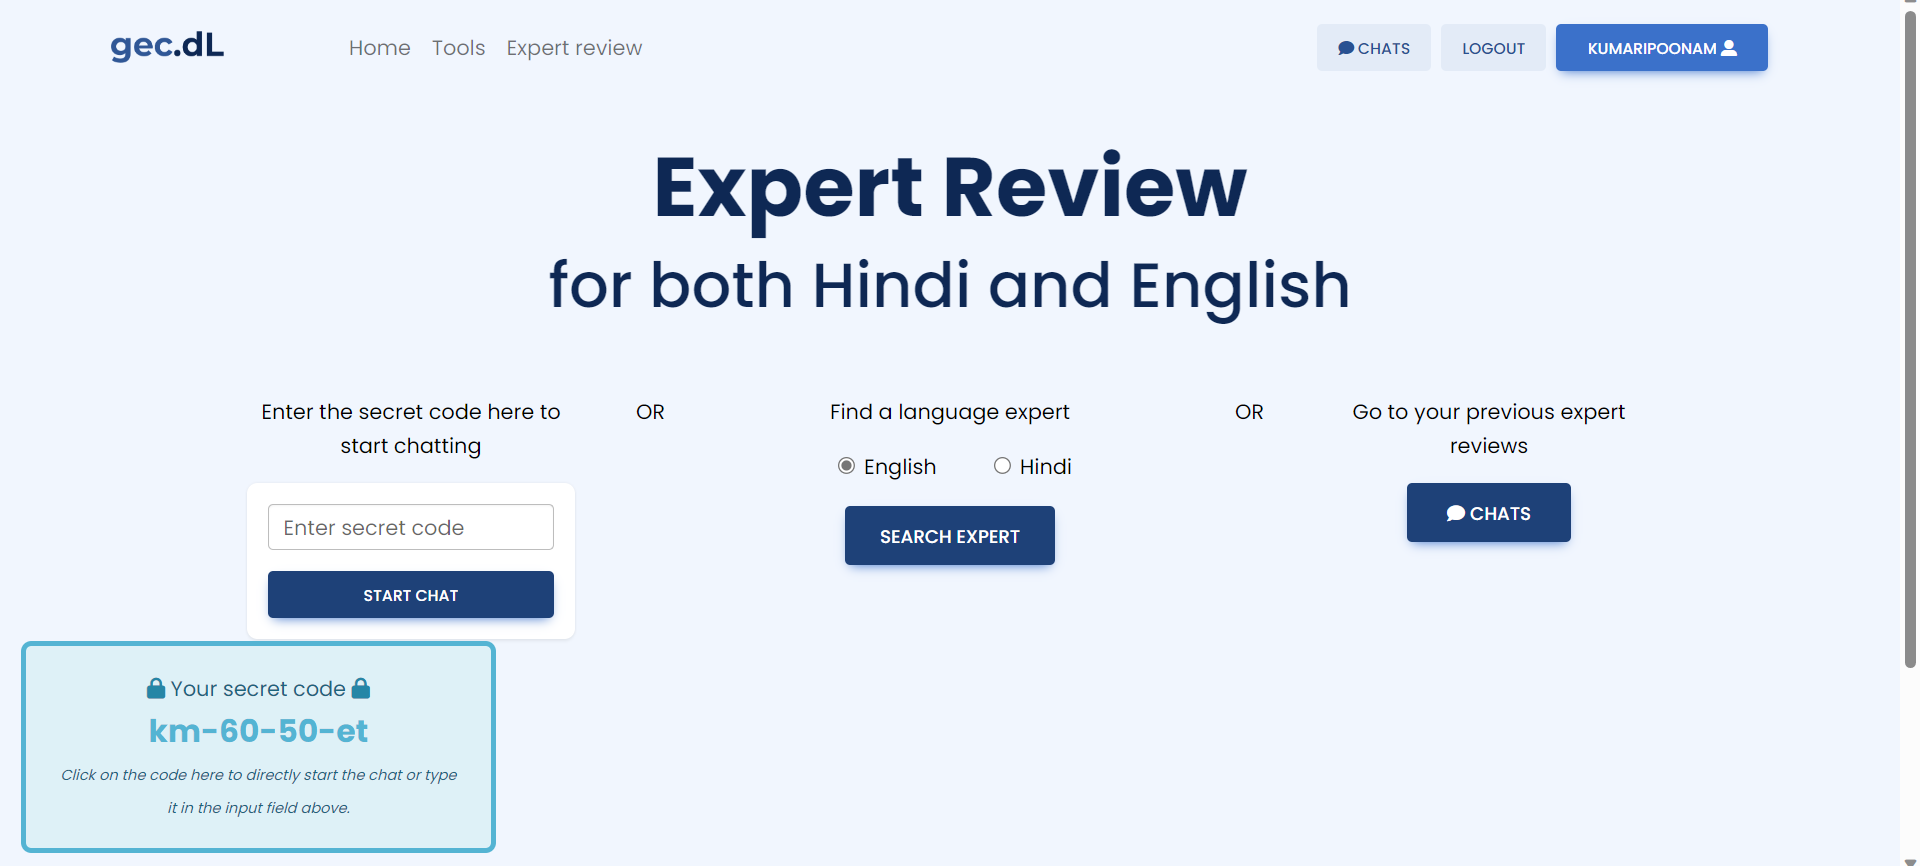 gec.dL
Home
Tools
Expert review
CHATS
LOGOUT
KUMARIPOONAM
Expert Review
for both Hindi and English
Enter the secret code here to
start chatting
Enter secret code
START CHAT
OR
Find a language expert
English
Hindi
SEARCH EXPERT
OR
Go to your previous expert
reviews
CHATS
Your secret code
km-60-50-et
Click on the code here to directly start the chat or type
it in the input field above.